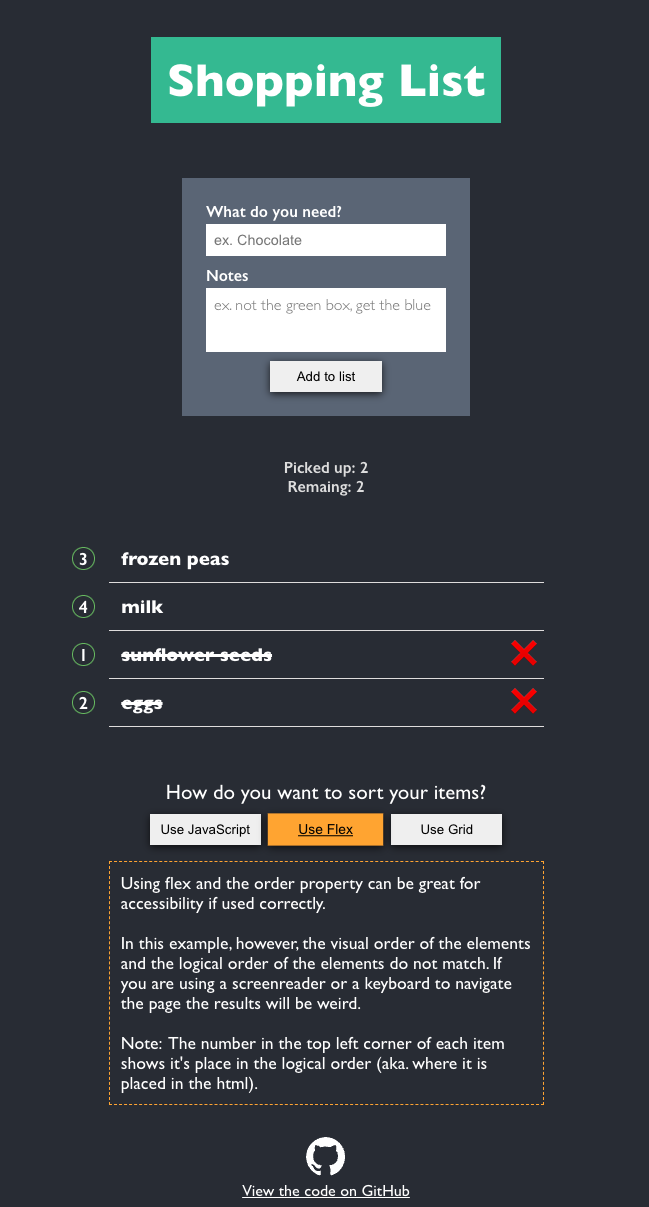 Shopping List
What do you need?
ex. Chocolate
Notes
ex. not the green box, get the blue
Add to list
Picked up: 2
Remaing: 2
3 frozen peas
4 milk
1 sunflower seeds
2 eggs
How do you want to sort your items?
Use JavaScript Use Flex Use Grid
Using flex and the order property can be great for
accessibility if used correctly.
In this example, however, the visual order of the elements
and the logical order of the elements do not match. If
you are using a screenreader or a keyboard to navigate
the page the results will be weird.
Note: The number in the top left corner of each item
shows it's place in the logical order (aka. where it is
placed in the html).
View the code on GitHub